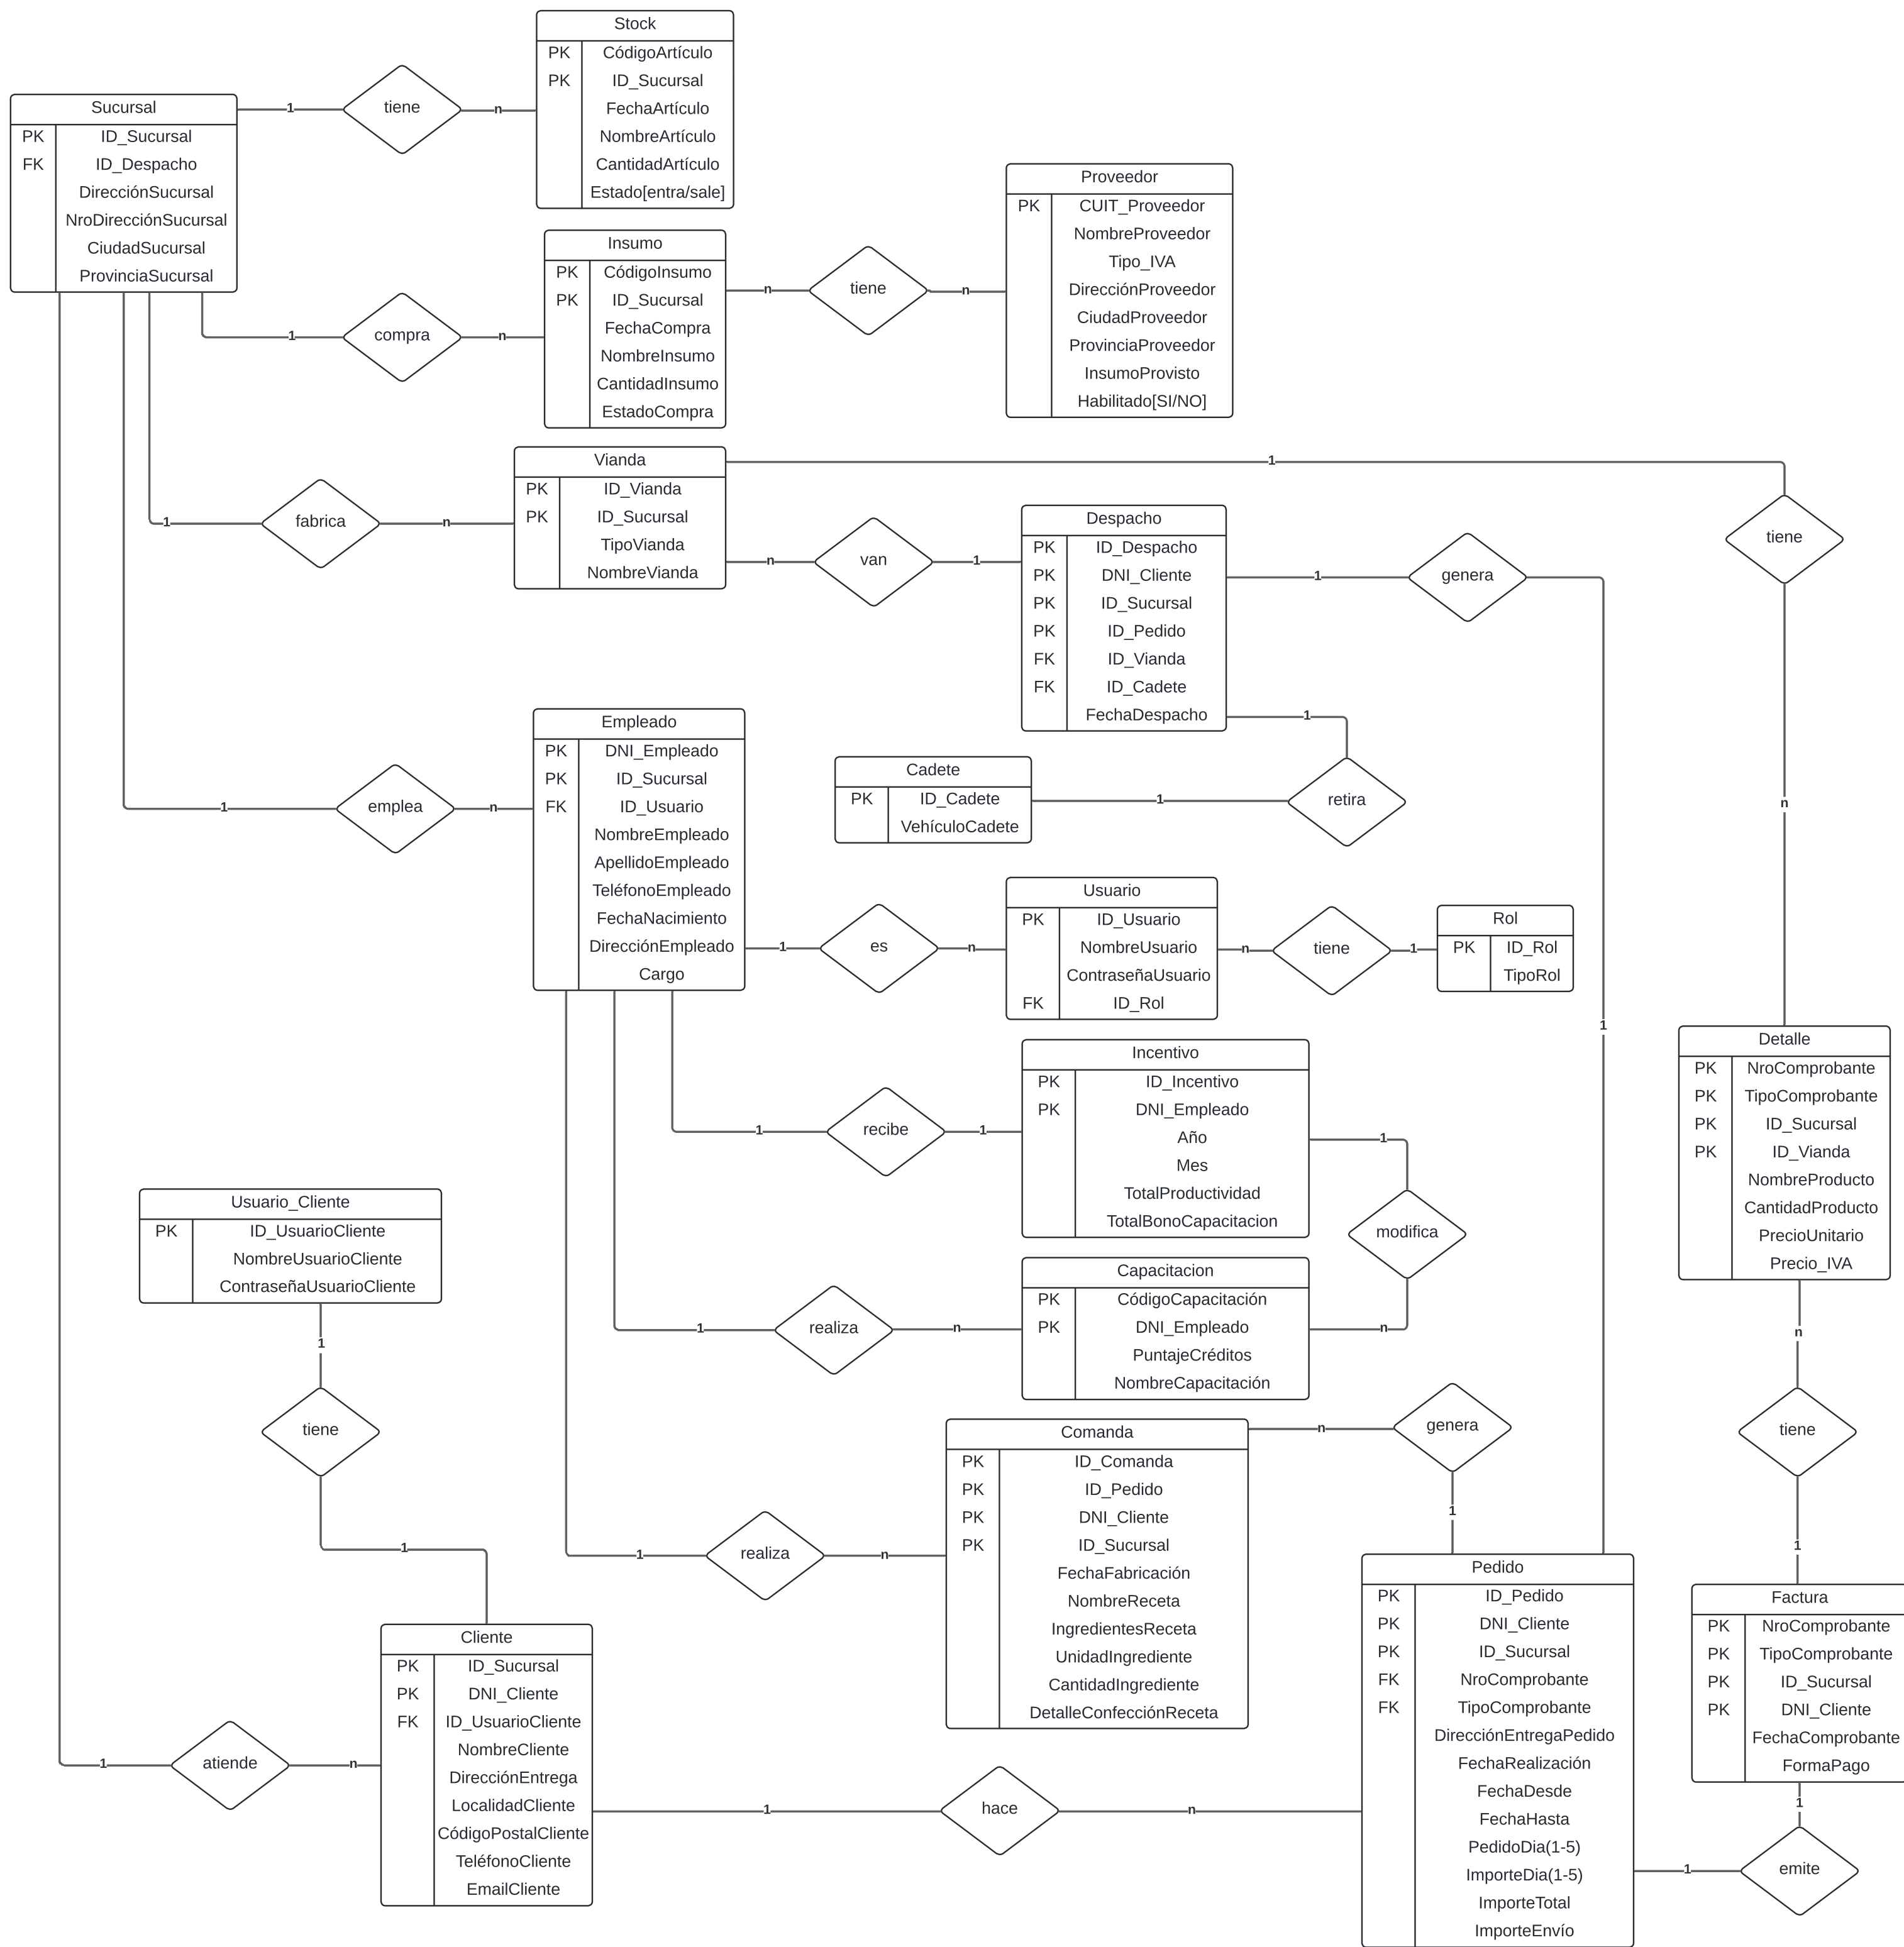 Stock
PK CódigoArtículo
PK ID_Sucursal
FechaArtículo
NombreArtículo
CantidadArtículo
Estado[entra/sale]
Sucursal
PK ID_Sucursal
FK ID_Despacho
DirecciónSucursal
NroDirecciónSucursal
CiudadSucursal
ProvinciaSucursal
1
tiene
n
Proveedor
PK CUIT_Proveedor
NombreProveedor
Tipo_IVA
DirecciónProveedor
CiudadProveedor
ProvinciaProveedor
InsumoProvisto
Habilitado[SI/NO]
Insumo
PK CódigoInsumo
PK ID_Sucursal
FechaCompra
NombreInsumo
CantidadInsumo
EstadoCompra
n
tiene
n
1
compra
n
Vianda
PK ID_Vianda
PK ID_Sucursal
TipoVianda
NombreVianda
1
tiene
n
1
fabrica
n
n
van
1
Despacho
PK ID_Despacho
PK DNI_Cliente
PK ID_Sucursal
PK ID_Pedido
FK ID_Vianda
FK ID_Cadete
FechaDespacho
1
genera
1
1
retira
1
Cadete
PK ID_Cadete
VehículoCadete
Empleado
PK DNI_Empleado
PK ID_Sucursal
FK ID_Usuario
NombreEmpleado
ApellidoEmpleado
TeléfonoEmpleado
FechaNacimiento
DirecciónEmpleado
Cargo
1
emplea
n
1
es
n
Usuario
PK ID_Usuario
NombreUsuario
ContraseñaUsuario
FK ID_Rol
n
tiene
1
Rol
PK ID_Rol
TipoRol
Detalle
PK NroComprobante
PK TipoComprobante
PK ID_Sucursal
PK ID_Vianda
NombreProducto
CantidadProducto
PrecioUnitario
Precio_IVA
Incentivo
PK ID_Incentivo
PK DNI_Empleado
Año
Mes
TotalProductividad
TotalBonoCapacitacion
1
recibe
1
1
modifica
n
Usuario_Cliente
PK ID_UsuarioCliente
NombreUsuarioCliente
ContraseñaUsuarioCliente
1
tiene
1
Capacitacion
PK CódigoCapacitación
PK DNI_Empleado
PuntajeCréditos
NombreCapacitación
1
realiza
n
n
tiene
1
Comanda
PK ID_Comanda
PK ID_Pedido
PK DNI_Cliente
PK ID_Sucursal
FechaFabricación
NombreReceta
IngredientesReceta
UnidadIngrediente
CantidadIngrediente
DetalleConfecciónReceta
n
genera
1
1
realiza
n
Pedido
PK ID_Pedido
PK DNI_Cliente
PK ID_Sucursal
FK NroComprobante
FK TipoComprobante
DirecciónEntregaPedido
FechaRealización
FechaDesde
FechaHasta
PedidoDia(1-5)
ImporteDia(1-5)
ImporteTotal
ImporteEnvío
Factura
PK NroComprobante
PK TipoComprobante
PK ID_Sucursal
PK DNI_Cliente
FechaComprobante
FormaPago
1
emite
1
Cliente
PK ID_Sucursal
PK DNI_Cliente
FK ID_UsuarioCliente
NombreCliente
DirecciónEntrega
LocalidadCliente
CódigoPostalCliente
TeléfonoCliente
EmailCliente
1
atiende
n
1
hace
n